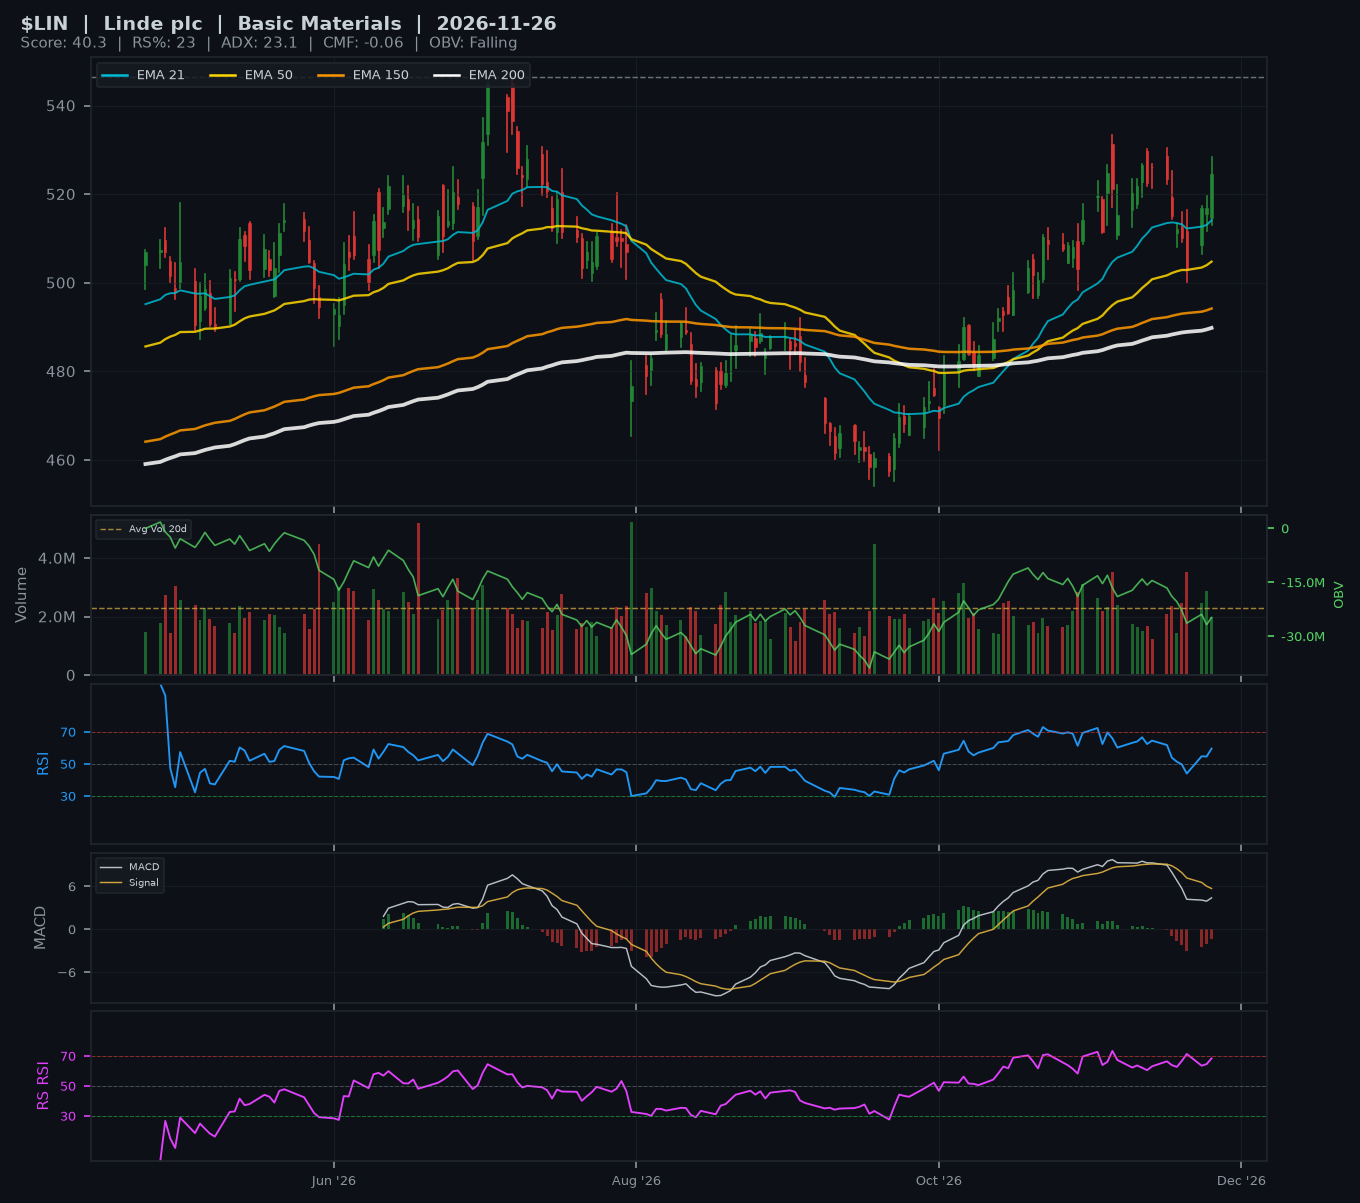 $LIN | Linde plc | Basic Materials | 2026-11-26
Score: 40.3 | RS%: 23 | ADX: 23.1 | CMF: -0.06 | OBV: Falling
EMA 21 EMA 50 EMA 150 EMA 200
540
520
500
480
460
Avg Vol 20d
4.0M
2.0M
0
Volume
0
-15.0M
-30.0M
OBV
70
50
30
RSI
MACD
Signal
6
0
−6
MACD
70
50
30
RS RSI
Jun '26 Aug '26 Oct '26 Dec '26